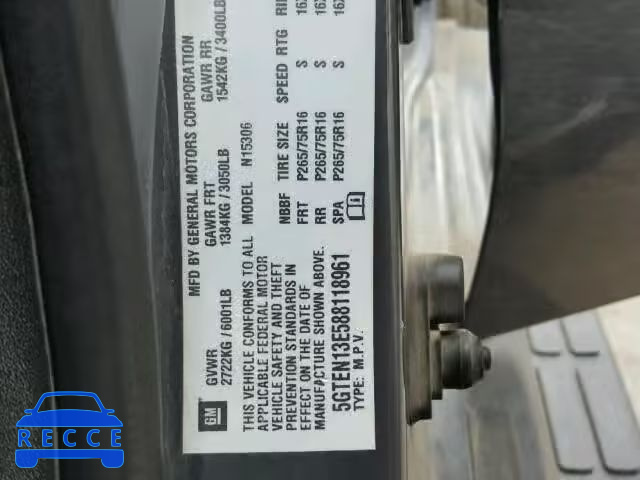 MFD BY GENERAL MOTORS CORPORATION
GVWR GAWR FRT GAWR RR
2722KG / 6001LB 1384KG / 3050LB 1542KG / 3400LB
GM
THIS VEHICLE CONFORMS TO ALL
APPLICABLE FEDERAL MOTOR
VEHICLE SAFETY AND THEFT
PREVENTION STANDARDS IN
EFFECT ON THE DATE OF
MANUFACTURE SHOWN ABOVE.
5GTEN13E588118961
TYPE: M.P.V.
MODEL N15306
NBBF TIRE SIZE SPEED RTG
FRT P265/75R16 S 16
RR P265/75R16 S 16
SPA P265/75R16 S 16
RECCE